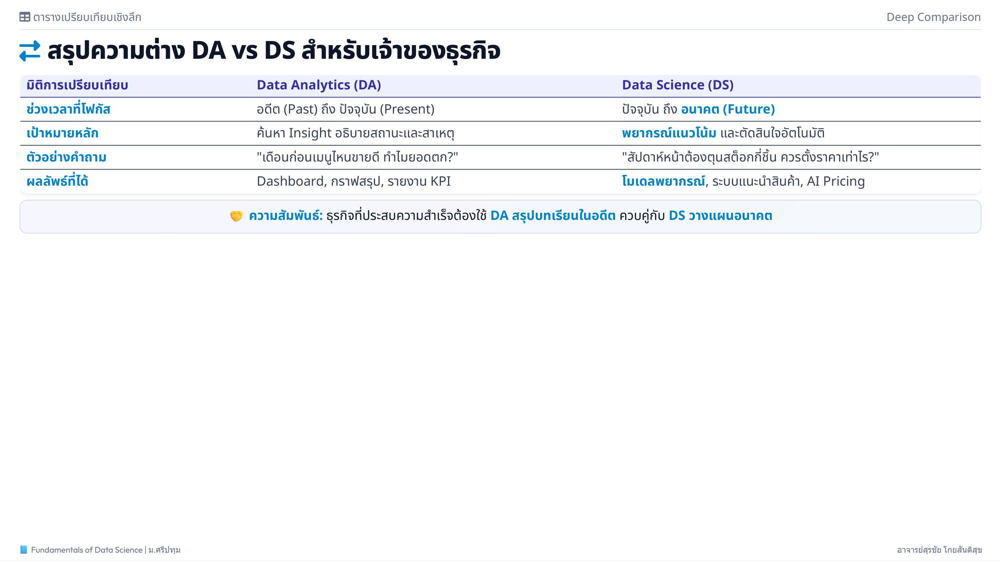 ตารางเปรียบเทียบเชิงลึก
Deep Comparison
สรุปความต่าง DA vs DS สำหรับเจ้าของธุรกิจ
มิติการเปรียบเทียบ Data Analytics (DA) Data Science (DS)
ช่วงเวลาที่โฟกัส อดีต (Past) ถึง ปัจจุบัน (Present) ปัจจุบัน ถึง อนาคต (Future)
เป้าหมายหลัก ค้นหา Insight อธิบายสถานะและสาเหตุ พยากรณ์แนวโน้ม และตัดสินใจอัตโนมัติ
ตัวอย่างคำถาม "เดือนก่อนเมนูไหนขายดี ทำไมยอดตก?" "สัปดาห์หน้าต้องตุนสต็อกกี่ชิ้น ควรตั้งราคาเท่าไร?"
ผลลัพธ์ที่ได้ Dashboard, กราฟสรุป, รายงาน KPI โมเดลพยากรณ์, ระบบแนะนำสินค้า, AI Pricing
🤝 ความสัมพันธ์: ธุรกิจที่ประสบความสำเร็จต้องใช้ DA สรุปบทเรียนในอดีต ควบคู่กับ DS วางแผนอนาคต
📘 Fundamentals of Data Science | ม.ศรีปทุม
อาจารย์สุรชัย โกยสันติสุข